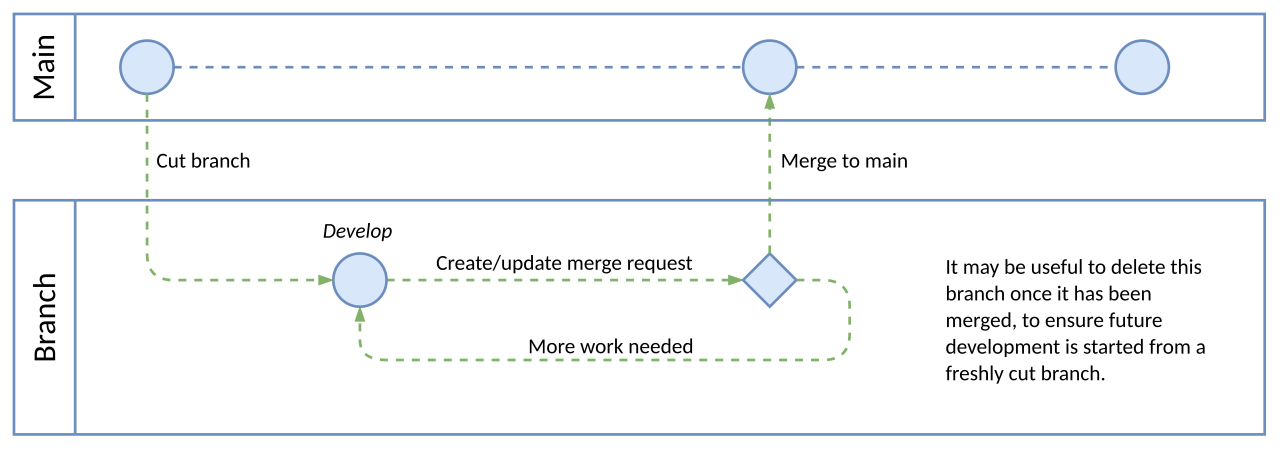 Main
Cut branch
Merge to main
Branch
Develop
Create/update merge request
More work needed
It may be useful to delete this
branch once it has been
merged, to ensure future
development is started from a
freshly cut branch.